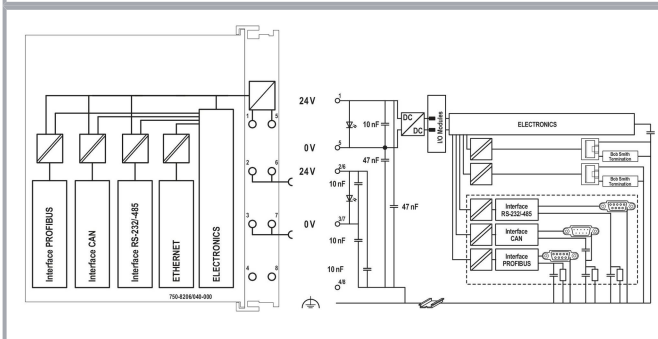 Interface PROFIBUS
Interface CAN
Interface RS-232/-485
ETHERNET
ELECTRONICS
1
5
2
6
3
7
4
8
750-8206/040-000
24 V
0 V
24 V
0 V
1
5
2/6
3/7
4/8
10 nF
47 nF
10 nF
47 nF
10 nF
10 nF
DC
DC
I/O Modules
ELECTRONICS
Bob Smith
Termination
Bob Smith
Termination
Interface
RS-232/-485
Interface
CAN
Interface
PROFIBUS